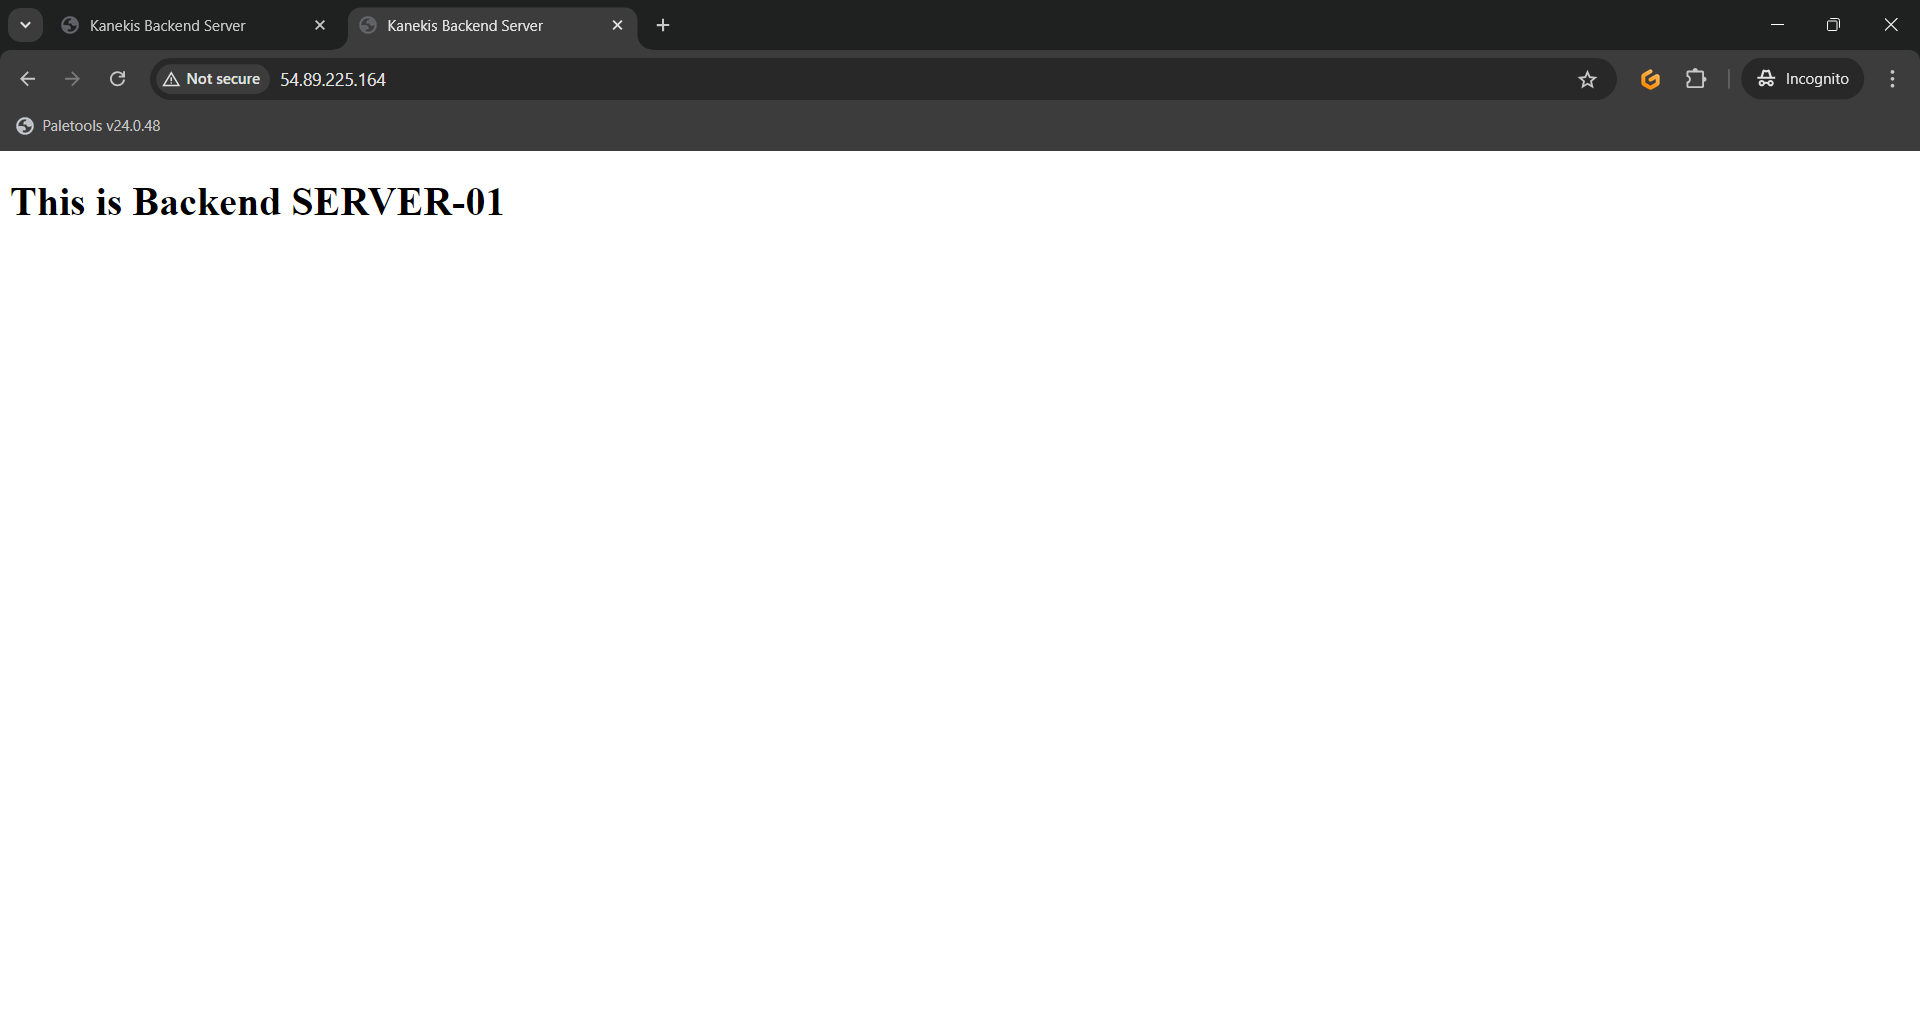 Kanekis Backend Server
Kanekis Backend Server
Not secure
54.89.225.164
Incognito
Paletools v24.0.48
This is Backend SERVER-01